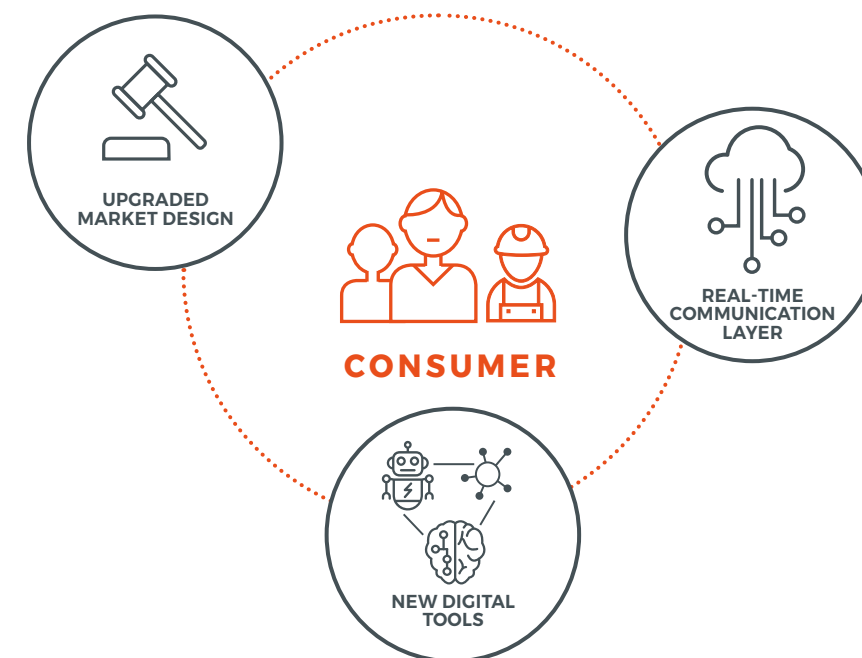 UPGRADED
MARKET DESIGN
REAL-TIME
COMMUNICATION
LAYER
CONSUMER
NEW DIGITAL
TOOLS